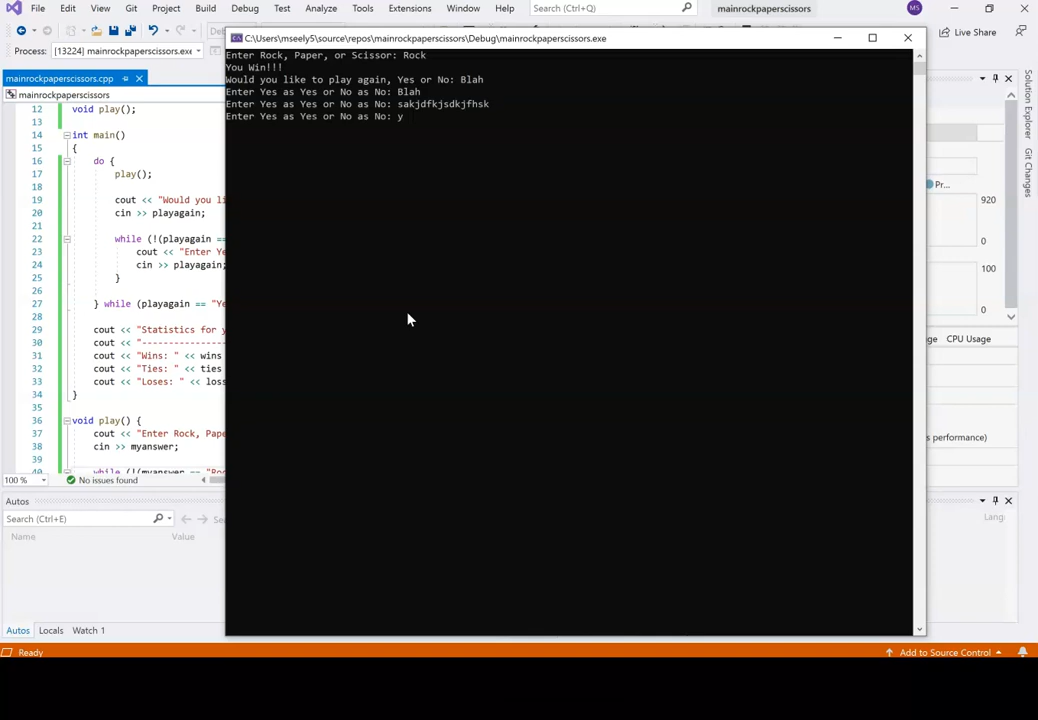 File Edit View Git Project Build Debug Test Analyze Tools Extensions Window Help Search (Ctrl+Q) mainrockpaperscissors MS
Live Share
Process: [13224] mainrockpaperscissors.exe
mainrockpaperscissors.cpp
mainrockpaperscissors
C:\Users\mseely5\source\repos\mainrockpaperscissors\Debug\mainrockpaperscissors.exe
Enter Rock, Paper, or Scissor: Rock
You Win!!!
Would you like to play again, Yes or No: Blah
Enter Yes as Yes or No as No: Blah
Enter Yes as Yes or No as No: sakjdfkjsdkjfhsk
Enter Yes as Yes or No as No: y
12 void play();
13
14 int main()
15 {
16 do {
17 play();
18
19 cout << "Would you li
20 cin >> playagain;
21
22 while (!(playagain ==
23 cout << "Enter Ye
24 cin >> playagain;
25 }
26
27 } while (playagain == "Ye
28
29 cout << "Statistics for y
30 cout << "----------------
31 cout << "Wins: " << wins
32 cout << "Ties: " << ties
33 cout << "Loses: " << loss
34 }
35
36 void play() {
37 cout << "Enter Rock, Pape
38 cin >> myanswer;
39
40 while (!(myanswer == "Roc
100 % No issues found
Pr...
920
0
100
0
ge CPU Usage
s performance)
Solution Explorer
Git Changes
Autos
Search (Ctrl+E) Sea
Name Value
Lang
Autos Locals Watch 1
Ready
Add to Source Control